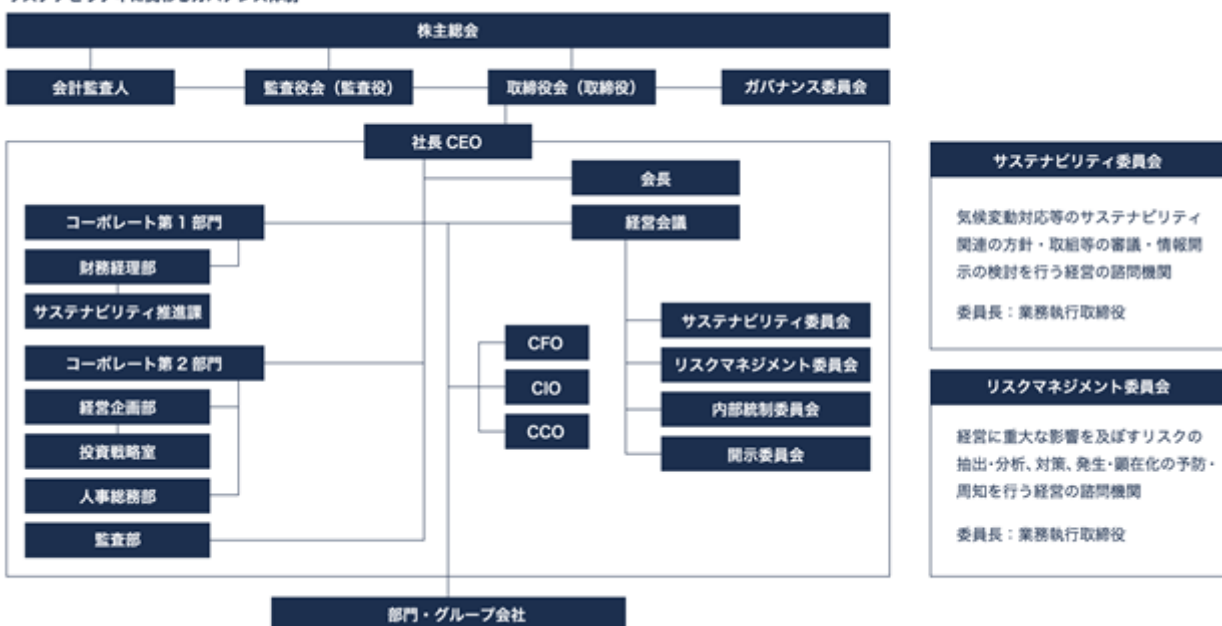 株主総会
会計監査人
監査役会（監査役）
取締役会（取締役）
ガバナンス委員会
社長 CEO
会長
コーポレート第１部門
経営会議
財務経理部
サステナビリティ推進課
サステナビリティ委員会
CFO
コーポレート第２部門
リスクマネジメント委員会
CIO
経営企画部
内部統制委員会
CCO
投資戦略室
開示委員会
人事総務部
監査部
部門・グループ会社
サステナビリティ委員会
気候変動対応等のサステナビリティ
関連の方針・取組等の審議・情報開
示の検討を行う経営の諮問機関
委員長：業務執行取締役
リスクマネジメント委員会
経営に重大な影響を及ぼすリスクの
抽出・分析、対策、発生・顕在化の予防・
周知を行う経営の諮問機関
委員長：業務執行取締役